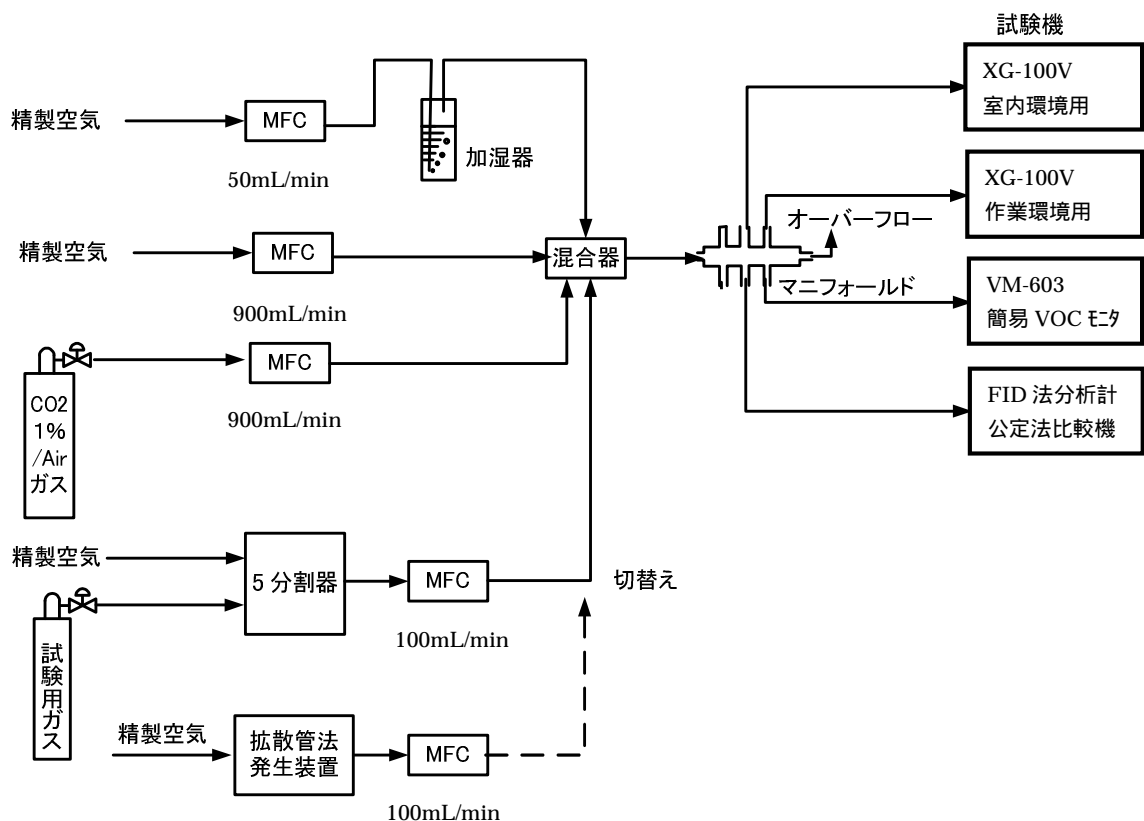 試験機
XG-100V
室内環境用
精製空気
MFC
加湿器
50mL/min
XG-100V
作業環境用
オーバーフロー
精製空気
MFC
混合器
マニフォールド
900mL/min
VM-603
簡易 VOC モニタ
MFC
900mL/min
CO2
1%
/Air
ガス
FID 法分析計
公定法比較機
精製空気
5 分割器
MFC
切替え
100mL/min
試験用ガス
精製空気
拡散管法
発生装置
MFC
100mL/min